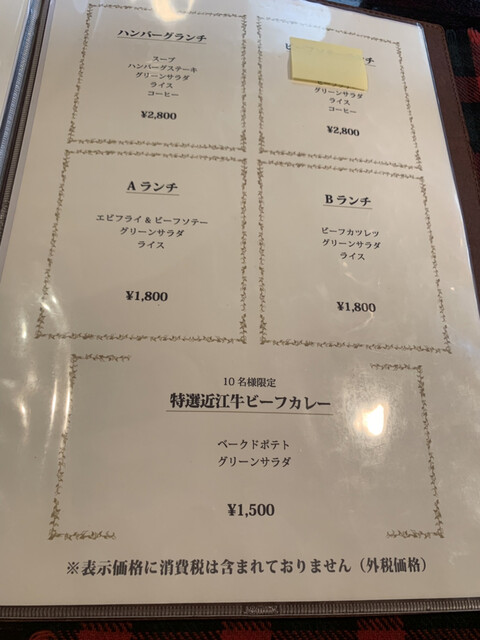 ハンバーグランチ
スープ
ハンバーグステーキ
グリーンサラダ
ライス
コーヒー
¥2,800
グリーンサラダ
ライス
コーヒー
¥2,800
Aランチ
エビフライ&ビーフソテー
グリーンサラダ
ライス
¥1,800
Bランチ
ビーフカツレツ
グリーンサラダ
ライス
¥1,800
10名様限定
特選近江牛ビーフカレー
ベークドポテト
グリーンサラダ
¥1,500
※表示価格に消費税は含まれておりません（外税価格）